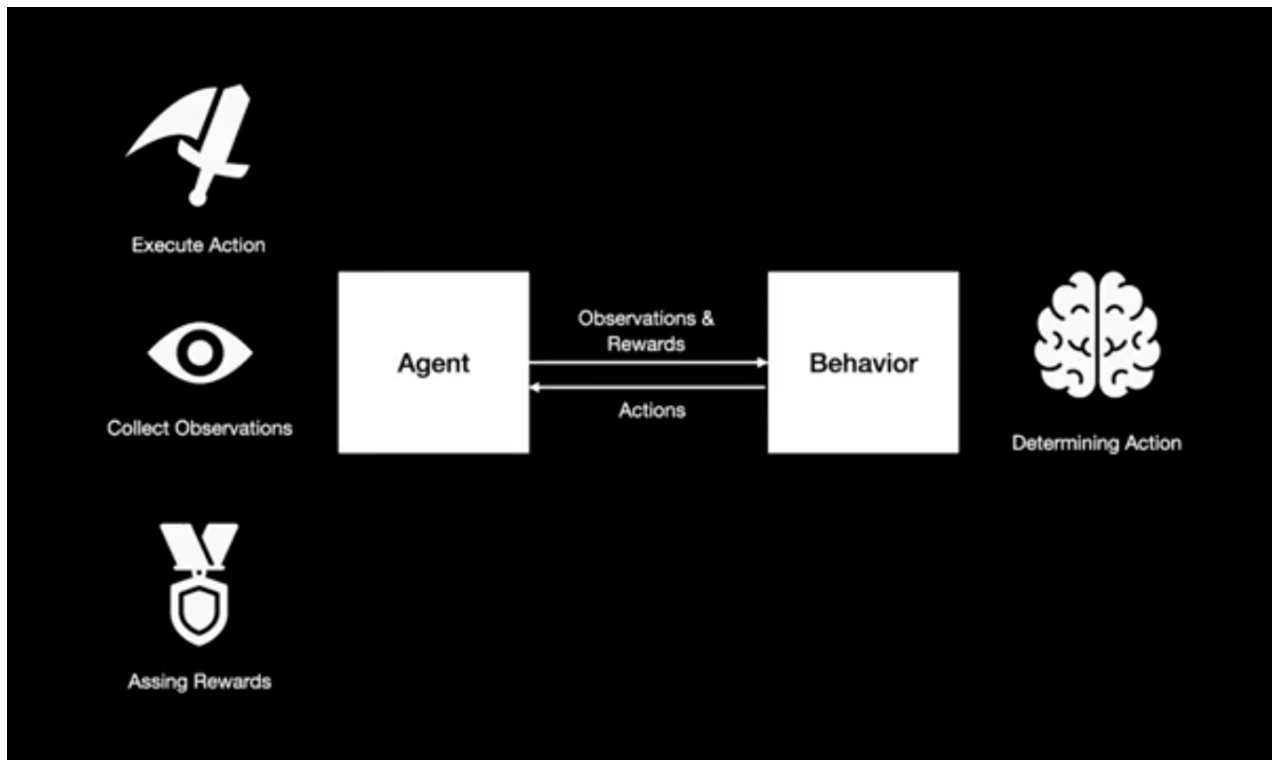 Execute Action
Collect Observations
Assing Rewards
Agent
Observations &
Rewards
Actions
Behavior
Determining Action